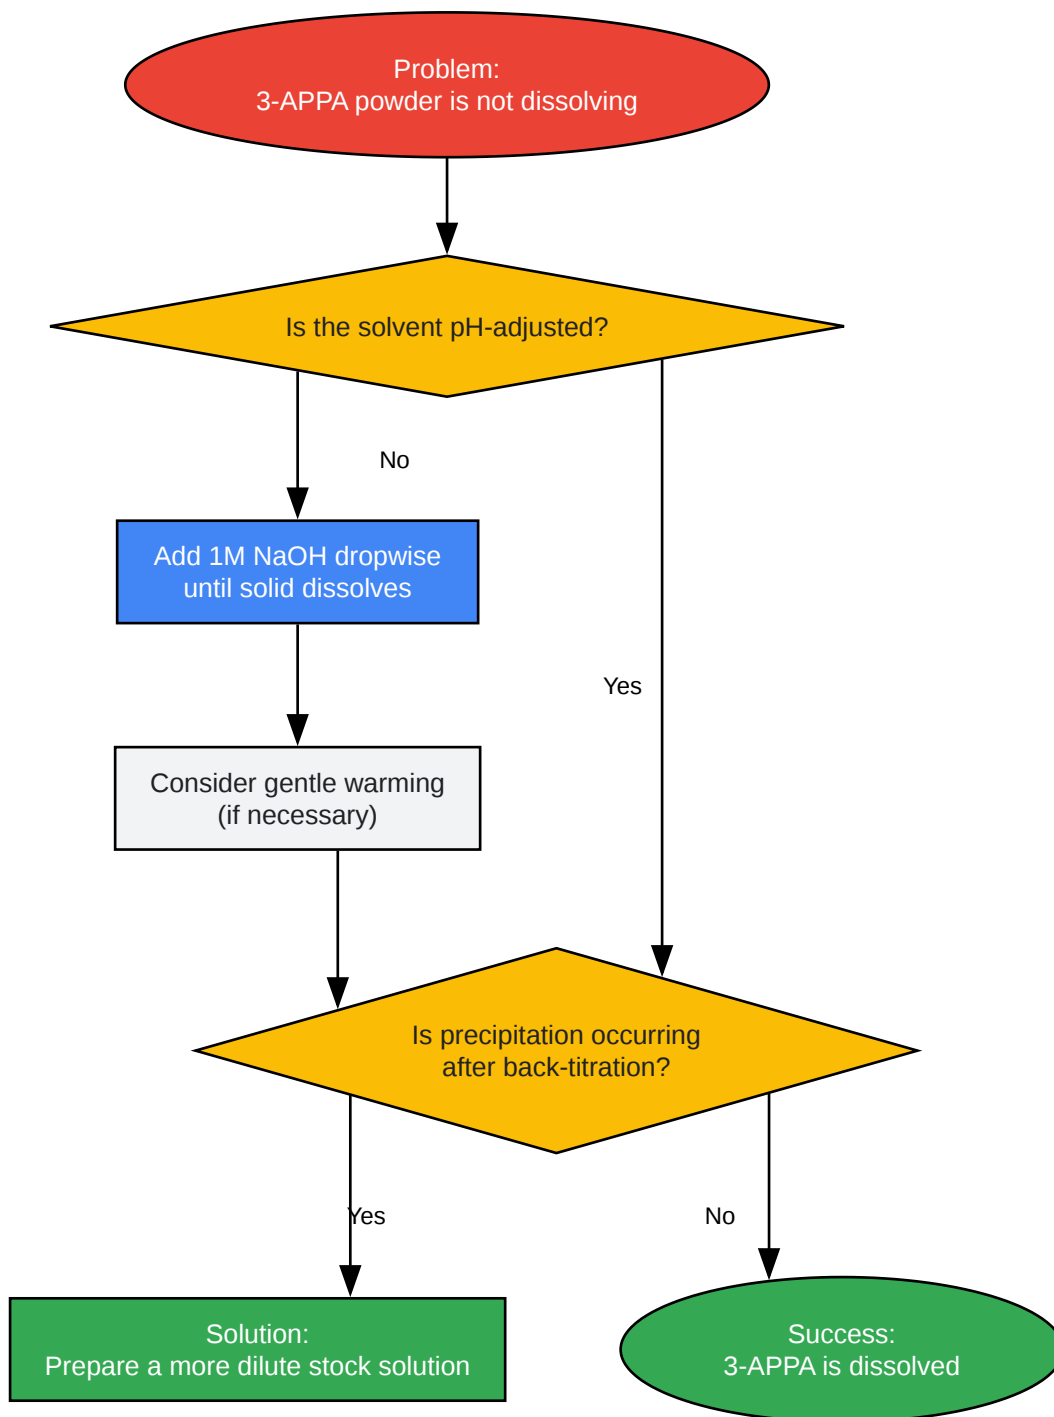 Problem:
3-APPA powder is not dissolving
Is the solvent pH-adjusted?
No
Add 1M NaOH dropwise
until solid dissolves
Yes
Consider gentle warming
(if necessary)
Is precipitation occurring
after back-titration?
Yes
No
Solution:
Prepare a more dilute stock solution
Success:
3-APPA is dissolved